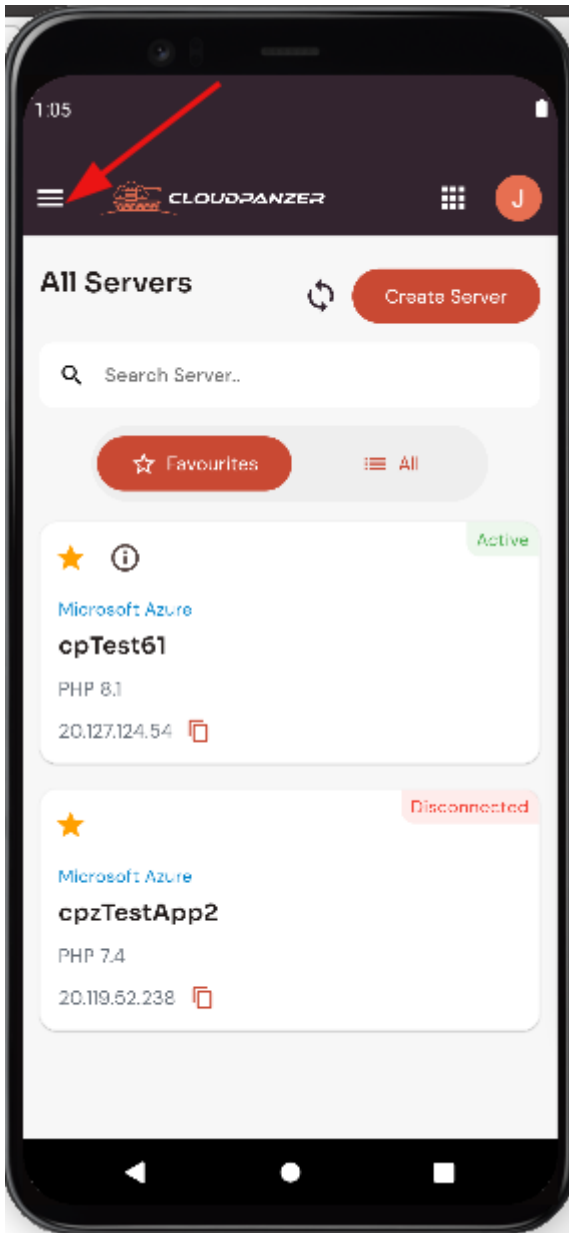 1:05
CLOUDPANZER
J
All Servers
Create Server
Search Server..
Favourites
All
Active
Microsoft Azure
cpTest61
PHP 8.1
20.127.124.54
Disconnected
Microsoft Azure
cpzTestApp2
PHP 7.4
20.119.52.238